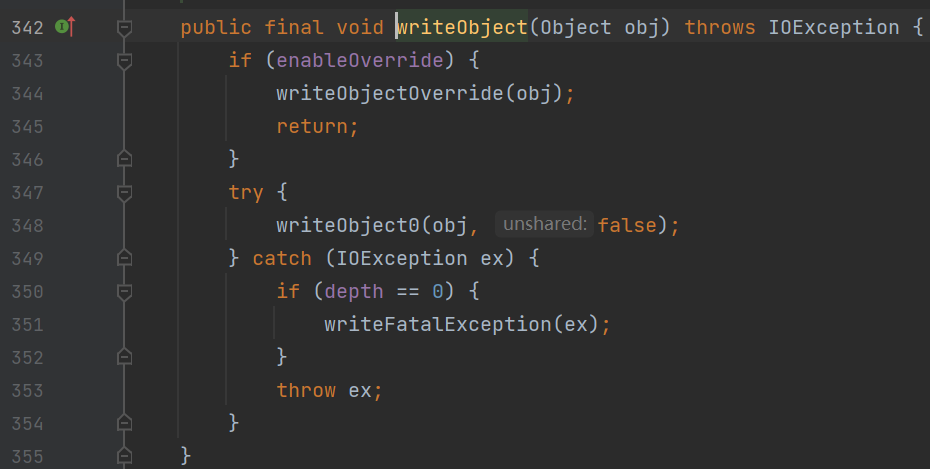 342 public final void writeObject(Object obj) throws IOException {
343 if (enableOverride) {
344 writeObjectOverride(obj);
345 return;
346 }
347 try {
348 writeObject0(obj, unshared: false);
349 } catch (IOException ex) {
350 if (depth == 0) {
351 writeFatalException(ex);
352 }
353 throw ex;
354 }
355 }